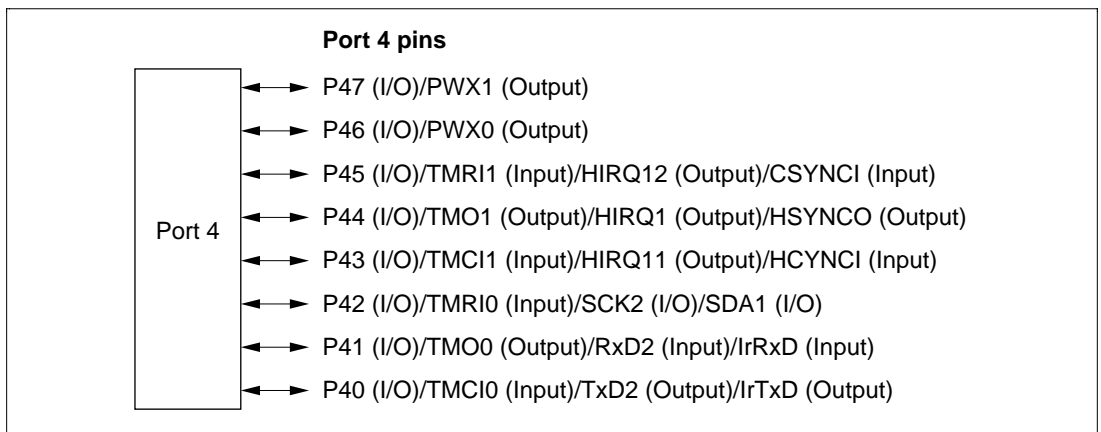 Port 4 pins
P47 (I/O)/PWX1 (Output)
P46 (I/O)/PWX0 (Output)
P45 (I/O)/TMRI1 (Input)/HIRQ12 (Output)/CSYNCI (Input)
Port 4
P44 (I/O)/TMO1 (Output)/HIRQ1 (Output)/HSYNCO (Output)
P43 (I/O)/TMCI1 (Input)/HIRQ11 (Output)/HCYNCI (Input)
P42 (I/O)/TMRI0 (Input)/SCK2 (I/O)/SDA1 (I/O)
P41 (I/O)/TMO0 (Output)/RxD2 (Input)/IrRxD (Input)
P40 (I/O)/TMCI0 (Input)/TxD2 (Output)/IrTxD (Output)